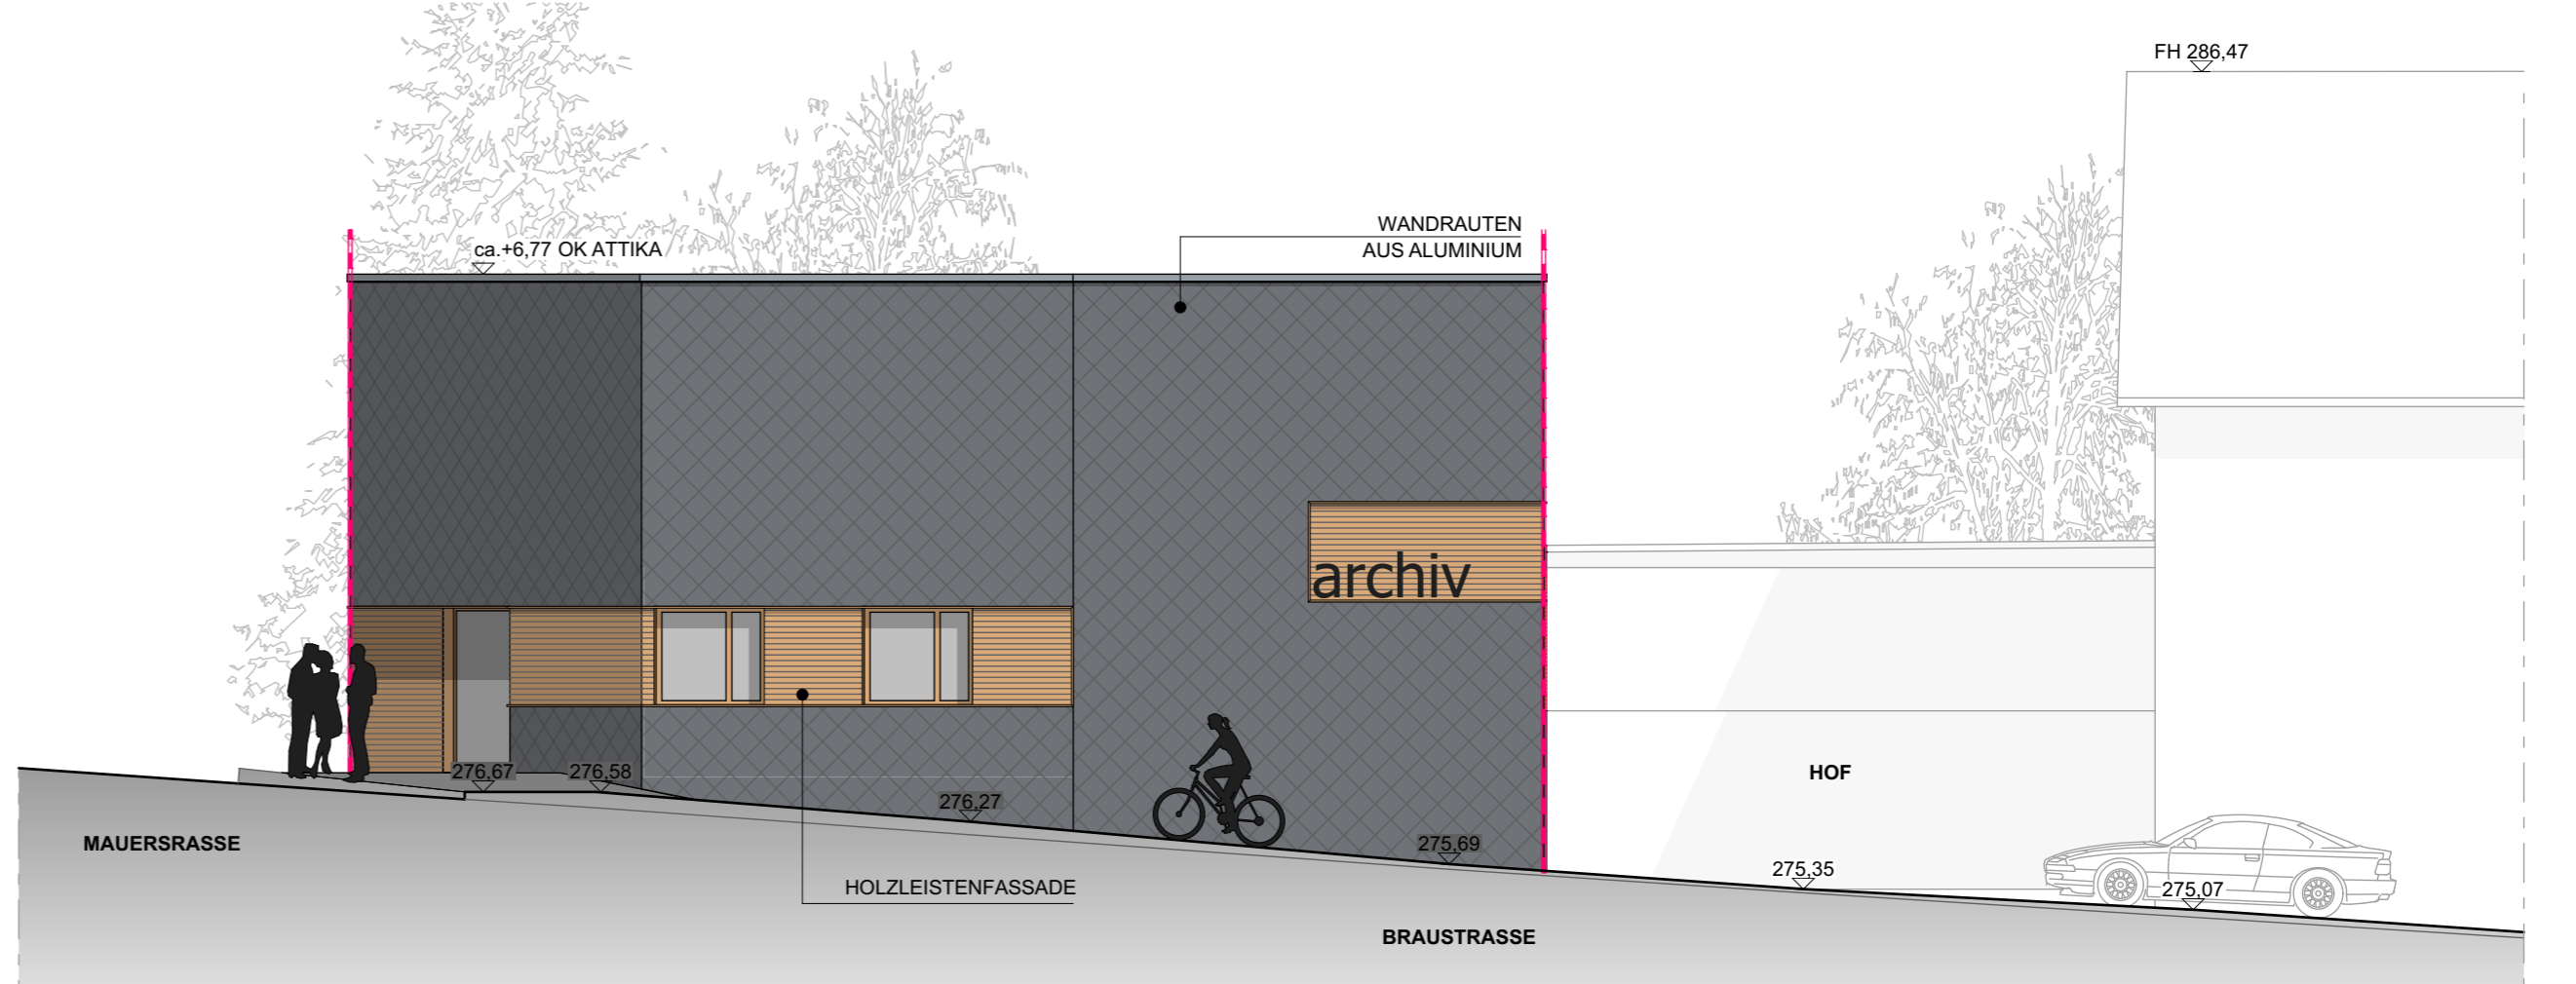 FH 286,47
WANDRAUTEN
AUS ALUMINIUM
ca.+6,77 OK ATTIKA
archiv
276,67
276,58
276,27
275,69
275,35
275,07
HOF
MAUERSRASSE
HOLZLEISTENFASSADE
BRAUSTRASSE